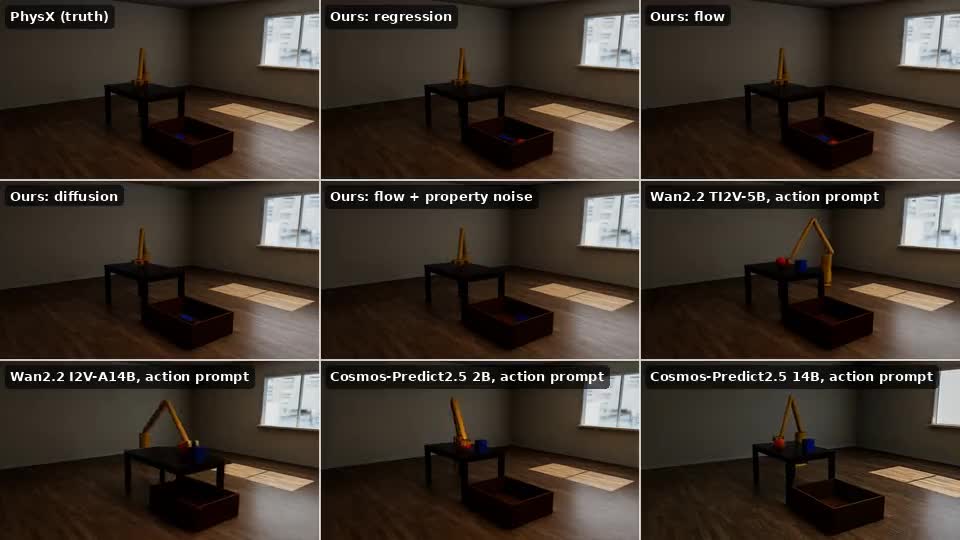 PhysX (truth)
Ours: regression
Ours: flow
Ours: diffusion
Ours: flow + property noise
Wan2.2 TI2V-5B, action prompt
Wan2.2 I2V-A14B, action prompt
Cosmos-Predict2.5 2B, action prompt
Cosmos-Predict2.5 14B, action prompt